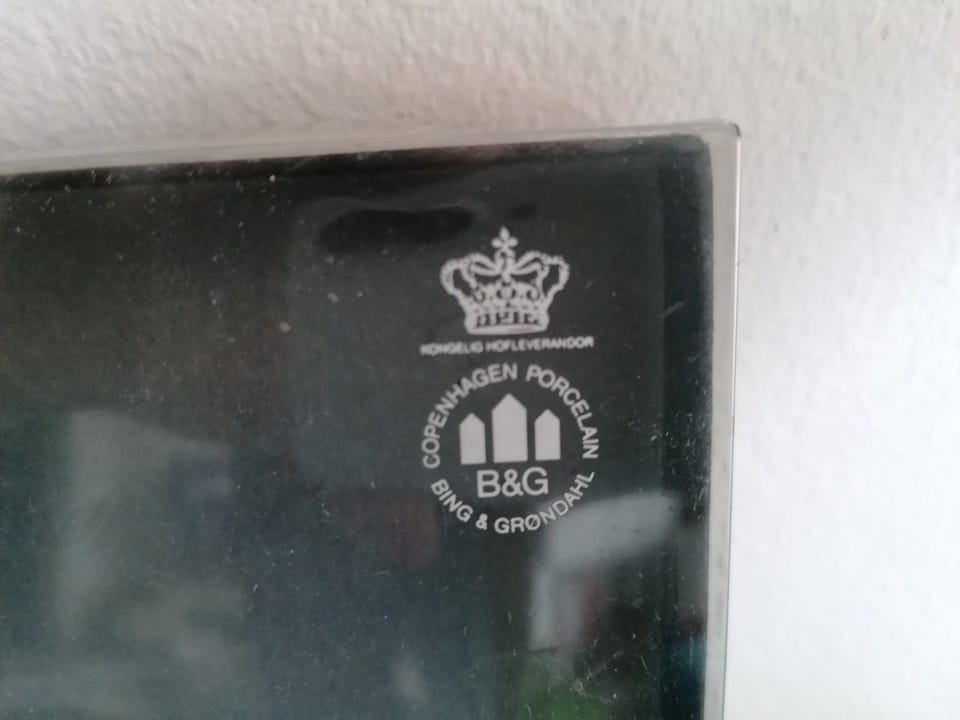 KONGELIG HOFLEVERANDØR
COPENHAGEN PORCELAIN
B&G
BING & GRØNDAHL